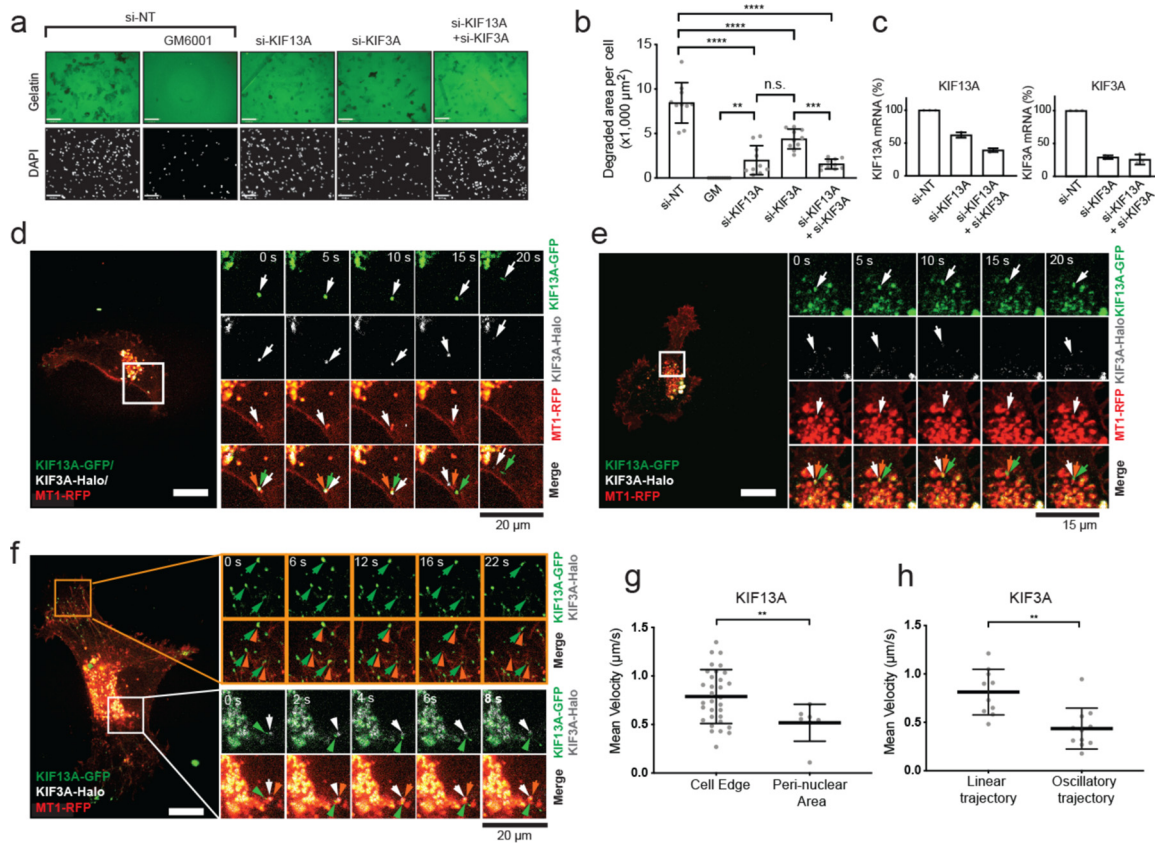 a
si-NT
GM6001
si-KIF13A
si-KIF3A
si-KIF13A
+si-KIF3A
Gelatin
DAPI
b
****
****
****
n.s.
**
***
Degraded area per cell
(x1,000 µm²)
15
10
5
0
si-NT
GM
si-KIF13A
si-KIF3A
si-KIF13A
+ si-KIF3A
c
KIF13A
KIF13A mRNA (%)
100
75
50
25
0
si-NT
si-KIF13A
si-KIF13A
+ si-KIF3A
KIF3A
KIF3A mRNA (%)
100
75
50
25
0
si-NT
si-KIF3A
si-KIF13A
+ si-KIF3A
d
KIF13A-GFP/
KIF3A-Halo/
MT1-RFP
0 s
5 s
10 s
15 s
20 s
KIF13A-GFP
KIF3A-Halo
MT1-RFP
Merge
20 µm
e
KIF13A-GFP
KIF3A-Halo
MT1-RFP
0 s
5 s
10 s
15 s
20 s
KIF13A-GFP
KIF3A-Halo
MT1-RFP
Merge
15 µm
f
KIF13A-GFP
KIF3A-Halo
MT1-RFP
0 s
6 s
12 s
16 s
22 s
KIF13A-GFP
KIF3A-Halo
Merge
0s
2 s
4 s
6s
8 s
KIF13A-GFP
KIF3A-Halo
Merge
20 µm
g
KIF13A
**
Mean Velocity (µm/s)
1.5
1.0
0.5
0.0
Cell Edge
Peri-nuclear
Area
h
KIF3A
**
Mean Velocity (µm/s)
1.5
1.0
0.5
0.0
Linear
trajectory
Oscillatory
trajectory